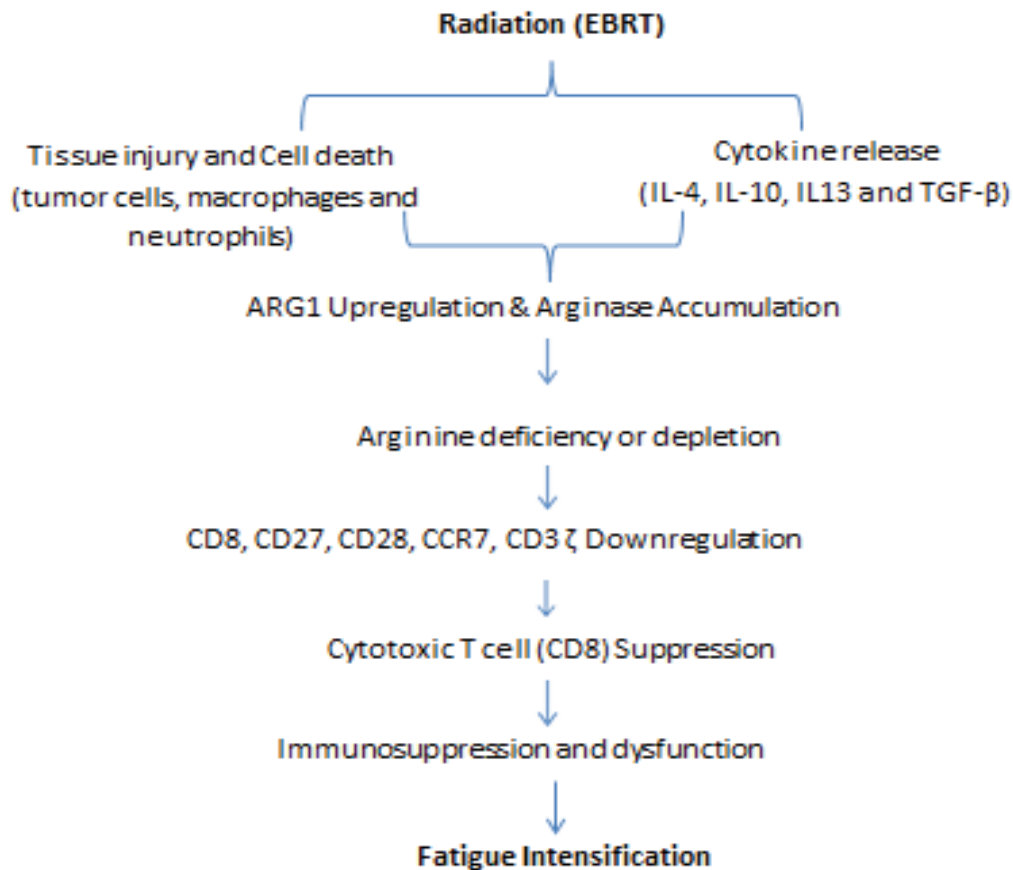 Radiation (EBRT)
Tissue injury and Cell death
(tumor cells, macrophages and
neutrophils)
Cytokine release
(IL-4, IL-10, IL13 and TGF-β)
ARG1 Upregulation & Arginase Accumulation
Arginine deficiency or depletion
CD8, CD27, CD28, CCR7, CD3 ζ Downregulation
Cytotoxic T cell (CD8) Suppression
Immunosuppression and dysfunction
Fatigue Intensification